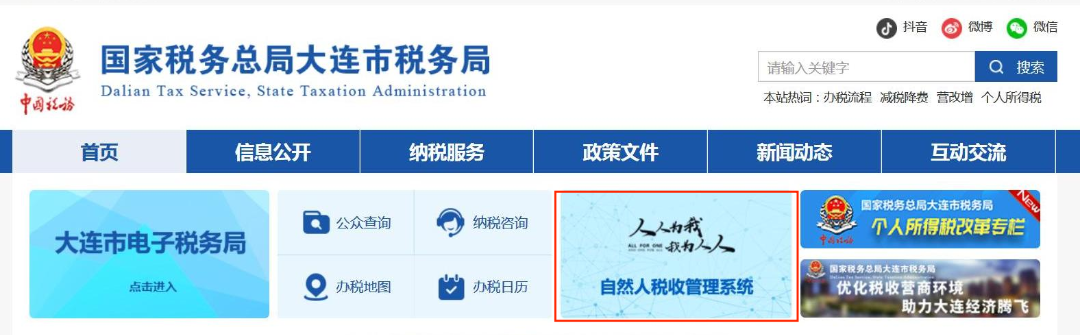 抖音 微博 微信
中国税务
国家税务总局大连市税务局
Dalian Tax Service, State Taxation Administration
请输入关键字 搜索
本站热词：办税流程 减税降费 营改增 个人所得税
首页 信息公开 纳税服务 政策文件 新闻动态 互动交流
大连市电子税务局
点击进入
公众查询 纳税咨询
办税地图 办税日历
人人为我
ALL FOR ONE 我为人人
自然人税收管理系统
国家税务总局大连市税务局
个人所得税改革专栏
New
中国税务
国家税务总局大连市税务局
优化税收营商环境
助力大连经济腾飞